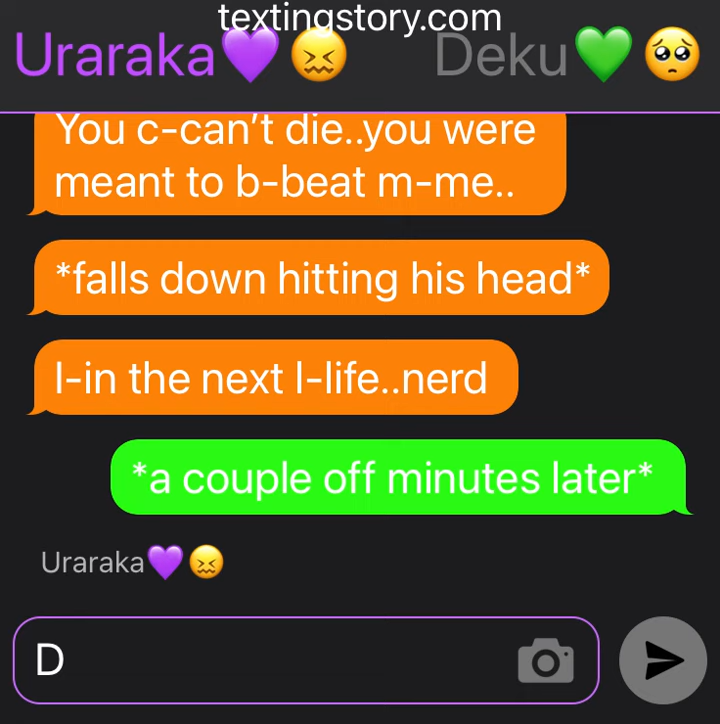 textingstory.com
Uraraka💜😖 Deku💚🥺
You c-can't die..you were
meant to b-beat m-me..
*falls down hitting his head*
I-in the next l-life..nerd
*a couple off minutes later*
Uraraka💜😖
D